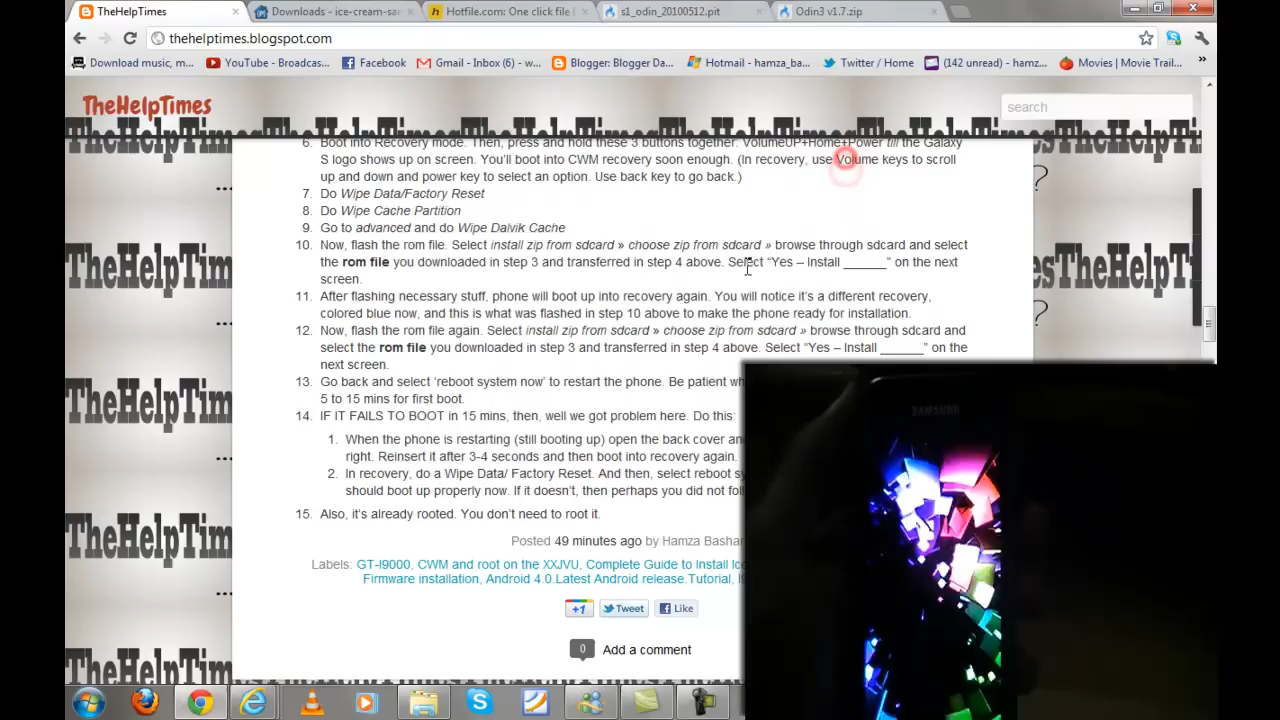 TheHelpTimes
Downloads - ice-cream-sar
Hotfile.com: One click file
s1_odin_20100512.pit
Odin3 v1.7.zip
thehelptimes.blogspot.com
Download music, m...
YouTube - Broadcas...
Facebook
Gmail - Inbox (6) - w...
Blogger: Blogger Da...
Hotmail - hamz_ba...
Twitter / Home
(142 unread) - hamz...
Movies | Movie Trail...
TheHelpTimes
search
6. Boot into Recovery mode. Then, press and hold these 3 buttons together: VolumeUP+Home+Power till the Galaxy
S logo shows up on screen. You'll boot into CWM recovery soon enough. (In recovery, use Volume keys to scroll
up and down and power key to select an option. Use back key to go back.)
7. Do Wipe Data/Factory Reset
8. Do Wipe Cache Partition
9. Go to advanced and do Wipe Dalvik Cache
10. Now, flash the rom file. Select install zip from sdcard » choose zip from sdcard » browse through sdcard and select
the rom file you downloaded in step 3 and transferred in step 4 above. Select “Yes – Install ______” on the next
screen.
11. After flashing necessary stuff, phone will boot up into recovery again. You will notice it's a different recovery,
colored blue now, and this is what was flashed in step 10 above to make the phone ready for installation.
12. Now, flash the rom file again. Select install zip from sdcard » choose zip from sdcard » browse through sdcard and
select the rom file you downloaded in step 3 and transferred in step 4 above. Select “Yes – Install ______” on the
next screen.
13. Go back and select ‘reboot system now’ to restart the phone. Be patient wh
5 to 15 mins for first boot.
14. IF IT FAILS TO BOOT in 15 mins, then, well we got problem here. Do this:
1. When the phone is restarting (still booting up) open the back cover an
right. Reinsert it after 3-4 seconds and then boot into recovery again.
2. In recovery, do a Wipe Data/ Factory Reset. And then, select reboot sy
should boot up properly now. If it doesn't, then perhaps you did not foll
15. Also, it's already rooted. You don't need to root it.
Posted 49 minutes ago by Hamza Bashar
Labels: GT-I9000, CWM and root on the XXJVU, Complete Guide to Install Ice
Firmware installation, Android 4.0.Latest Android release.Tutorial, I9
+1
Tweet
Like
0
Add a comment
SAMSUNG